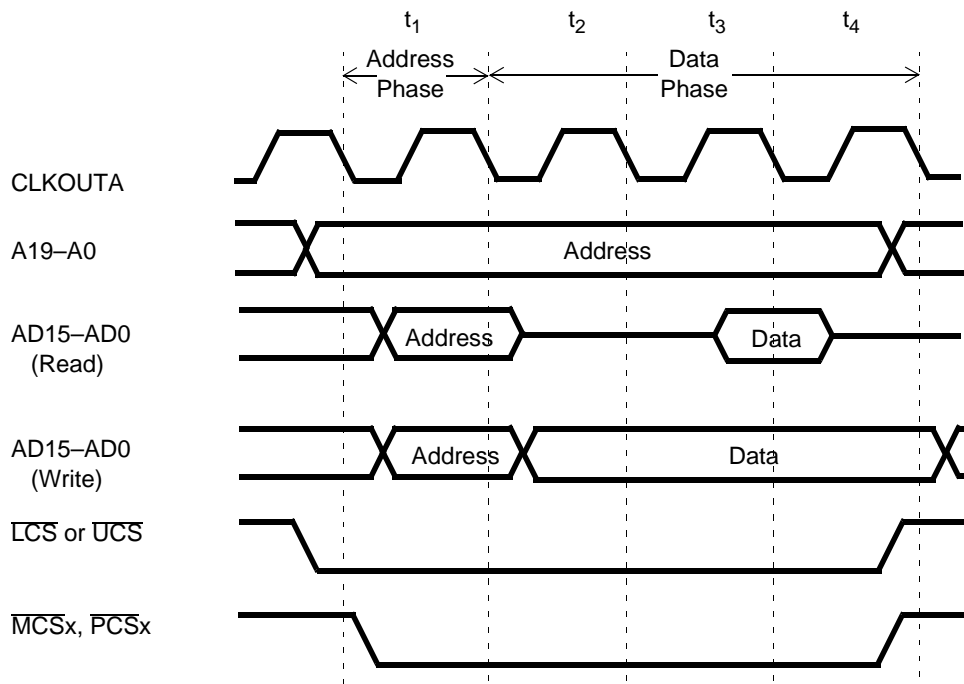 t1 t2 t3 t4
Address
Phase
Data
Phase
CLKOUTA
A19–A0
Address
AD15–AD0
(Read)
Address
Data
AD15–AD0
(Write)
Address
Data
LCS or UCS
MCSx, PCSx